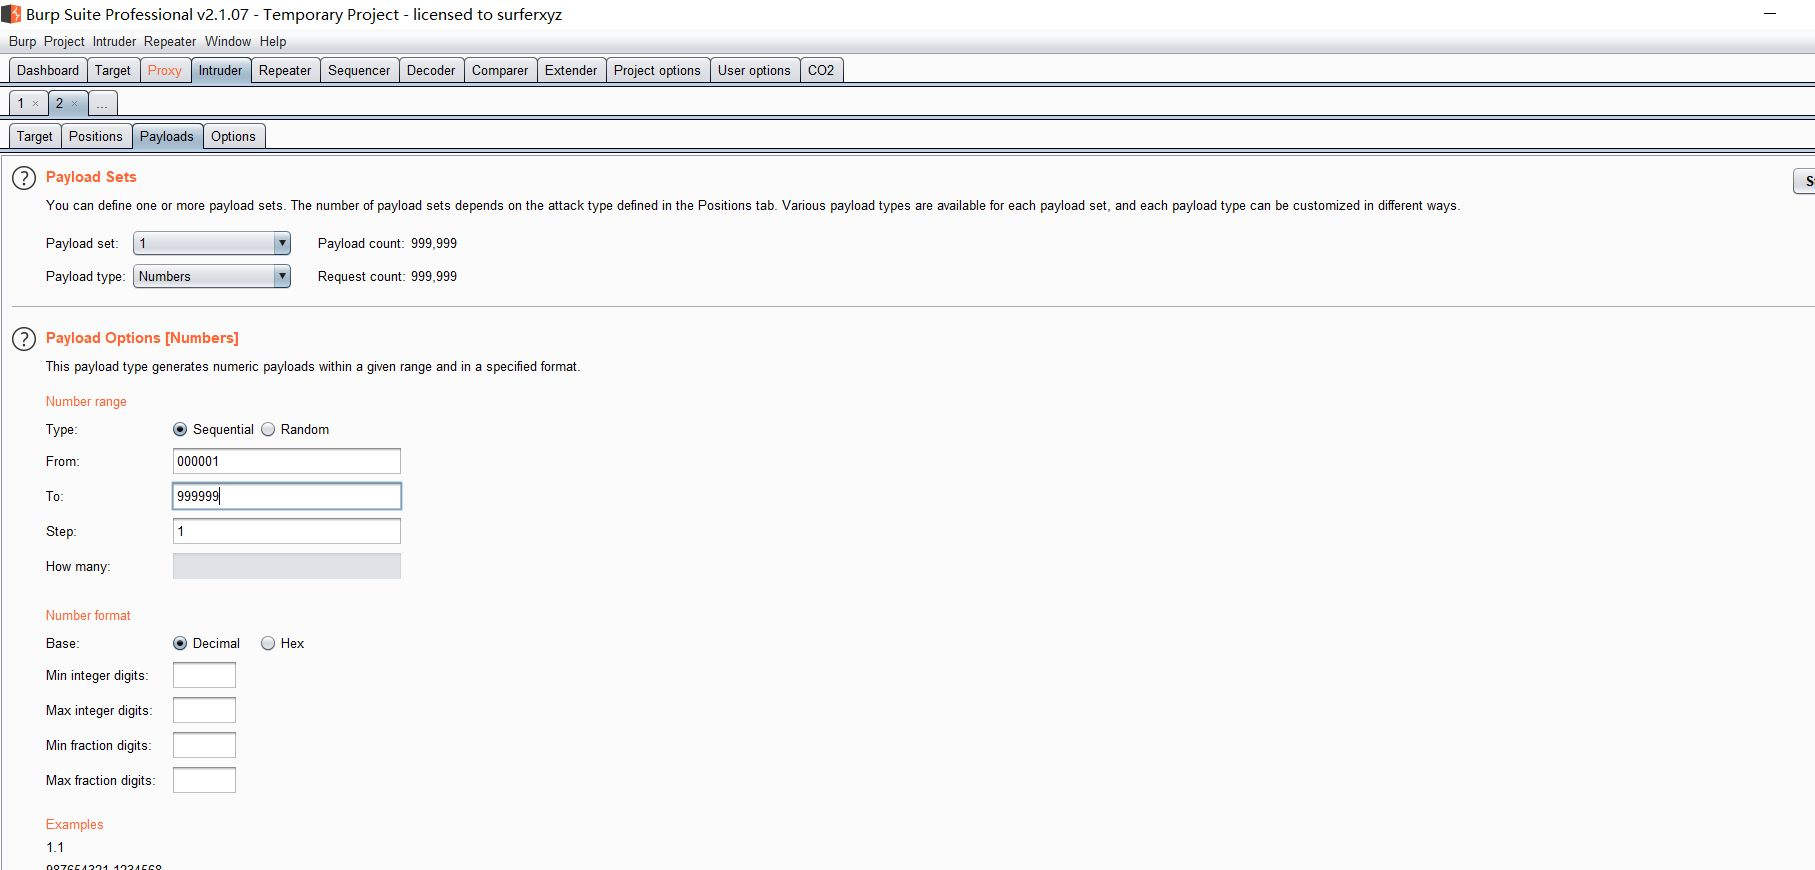 Burp Suite Professional v2.1.07 - Temporary Project - licensed to surferxyz
Burp Project Intruder Repeater Window Help
Dashboard Target Proxy Intruder Repeater Sequencer Decoder Comparer Extender Project options User options CO2
1 × 2 × ...
Target Positions Payloads Options
? Payload Sets
You can define one or more payload sets. The number of payload sets depends on the attack type defined in the Positions tab. Various payload types are available for each payload set, and each payload type can be customized in different ways.
Payload set: 1 Payload count: 999,999
Payload type: Numbers Request count: 999,999
? Payload Options [Numbers]
This payload type generates numeric payloads within a given range and in a specified format.
Number range
Type: Sequential Random
From: 000001
To: 999999
Step: 1
How many:
Number format
Base: Decimal Hex
Min integer digits:
Max integer digits:
Min fraction digits:
Max fraction digits:
Examples
1.1
987654321.1234568